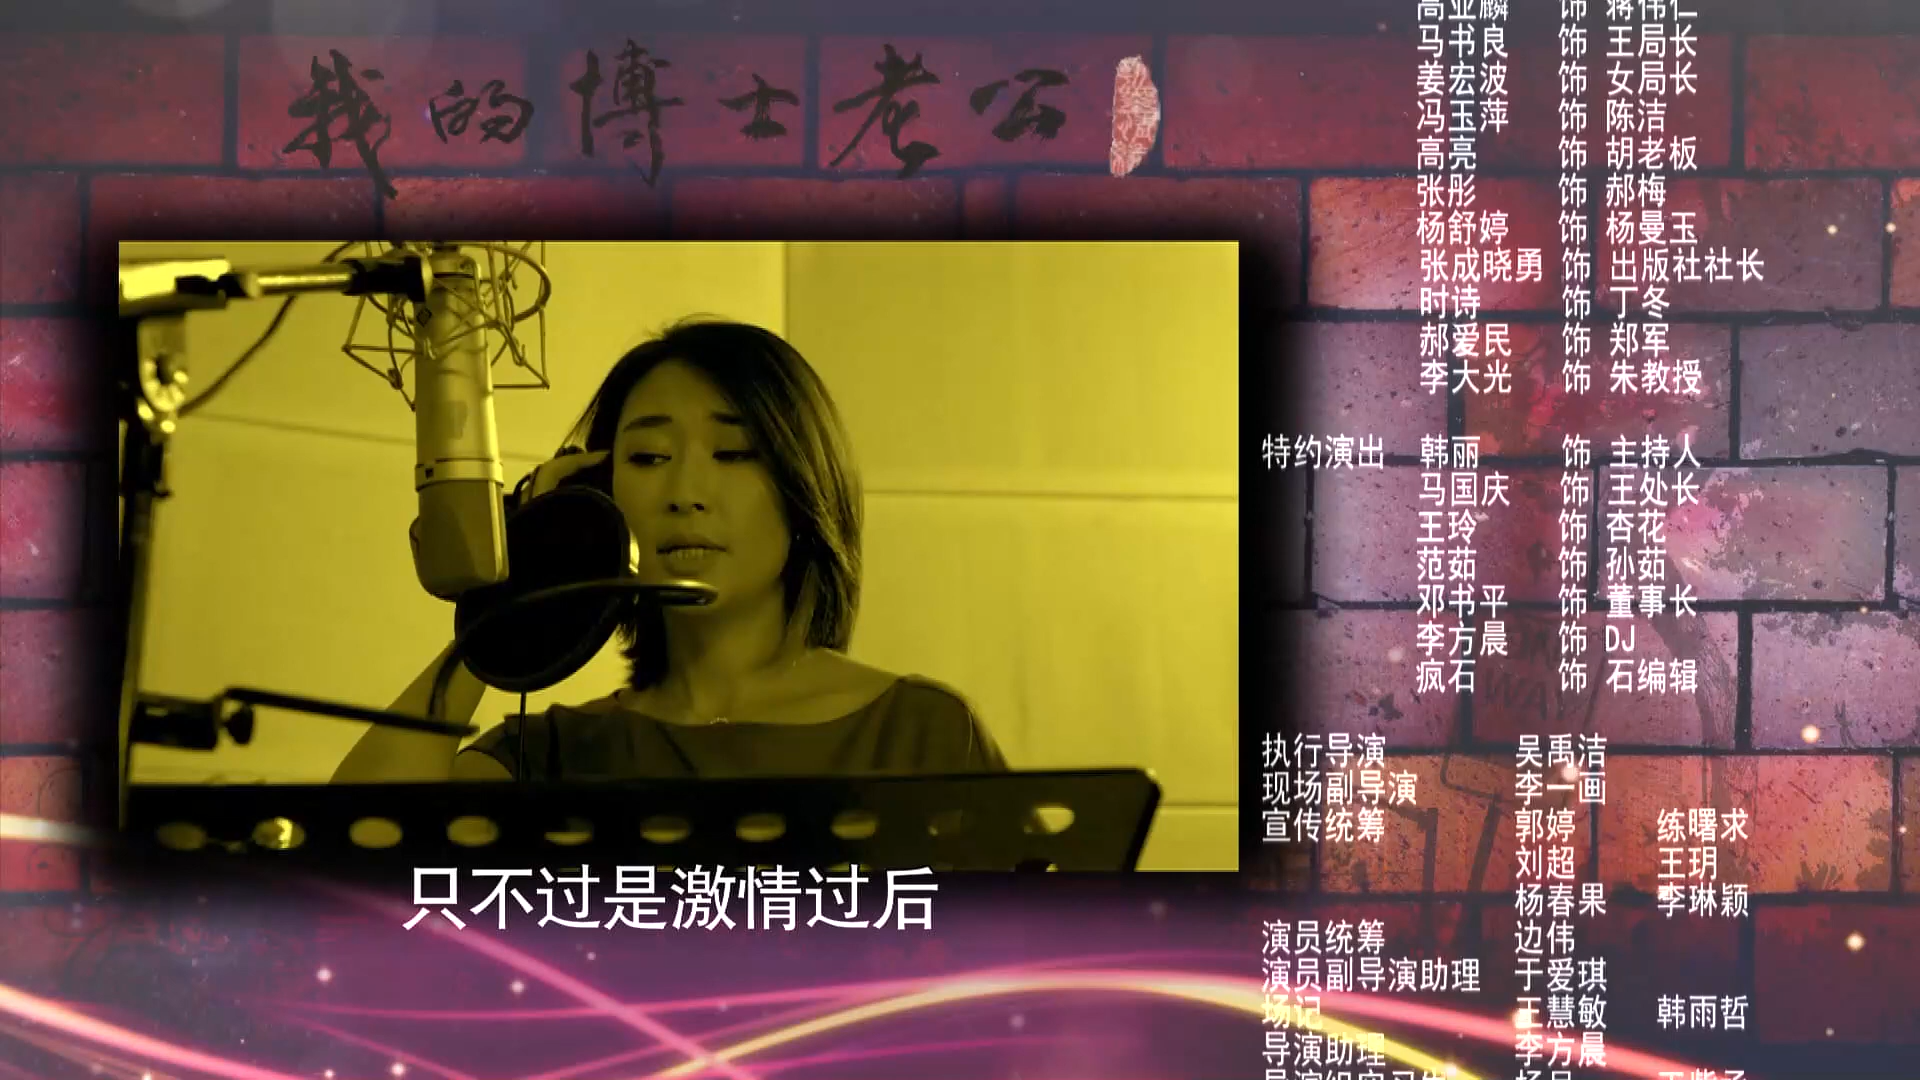 我的博士老公
马书良 饰 王局长
姜宏波 饰 女局长
冯玉萍 饰 陈洁
高亮 饰 胡老板
张彤 饰 郝梅
杨舒婷 饰 杨曼玉
张成晓勇 饰 出版社社长
时诗 饰 丁冬
郝爱民 饰 郑军
李大光 饰 朱教授
特约演出 韩丽 饰 主持人
马国庆 饰 王处长
王玲 饰 杏花
范茹 饰 孙茹
邓书平 饰 董事长
李方晨 饰 DJ
疯石 饰 石编辑
执行导演 吴禹洁
现场副导演 李一画
宣传统筹 郭婷 练曙求
刘超 王玥
杨春果 李琳颖
演员统筹 边伟
演员副导演助理 于爱琪
场记 王慧敏 韩雨哲
导演助理 李方晨
只不过是激情过后